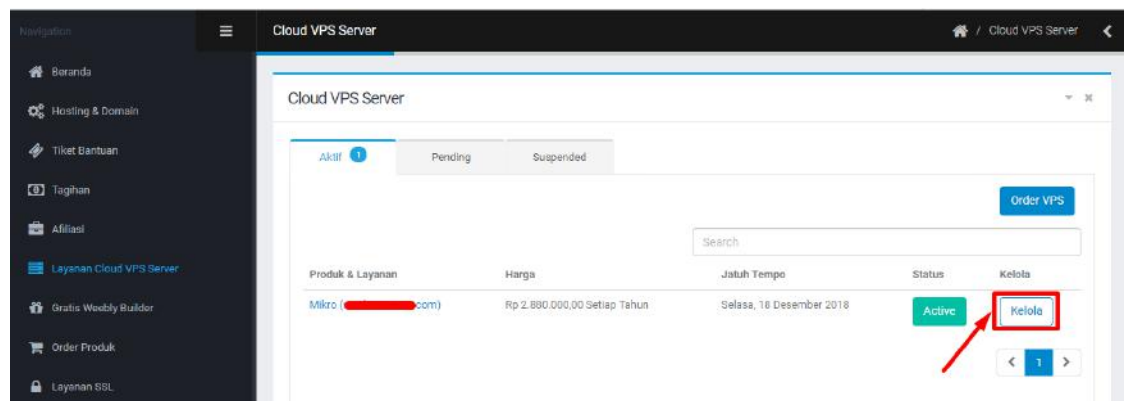 Navigation
Cloud VPS Server
/ Cloud VPS Server
Beranda
Hosting & Domain
Tiket Bantuan
Tagihan
Afiliasi
Layanan Cloud VPS Server
Gratis Weebly Builder
Order Produk
Layanan SSL
Cloud VPS Server
Aktif 1
Pending
Suspended
Order VPS
Search
Produk & Layanan Harga Jatuh Tempo Status Kelola
Mikro ( com) Rp 2.880.000,00 Setiap Tahun Selasa, 18 Desember 2018 Active Kelola
< 1 >